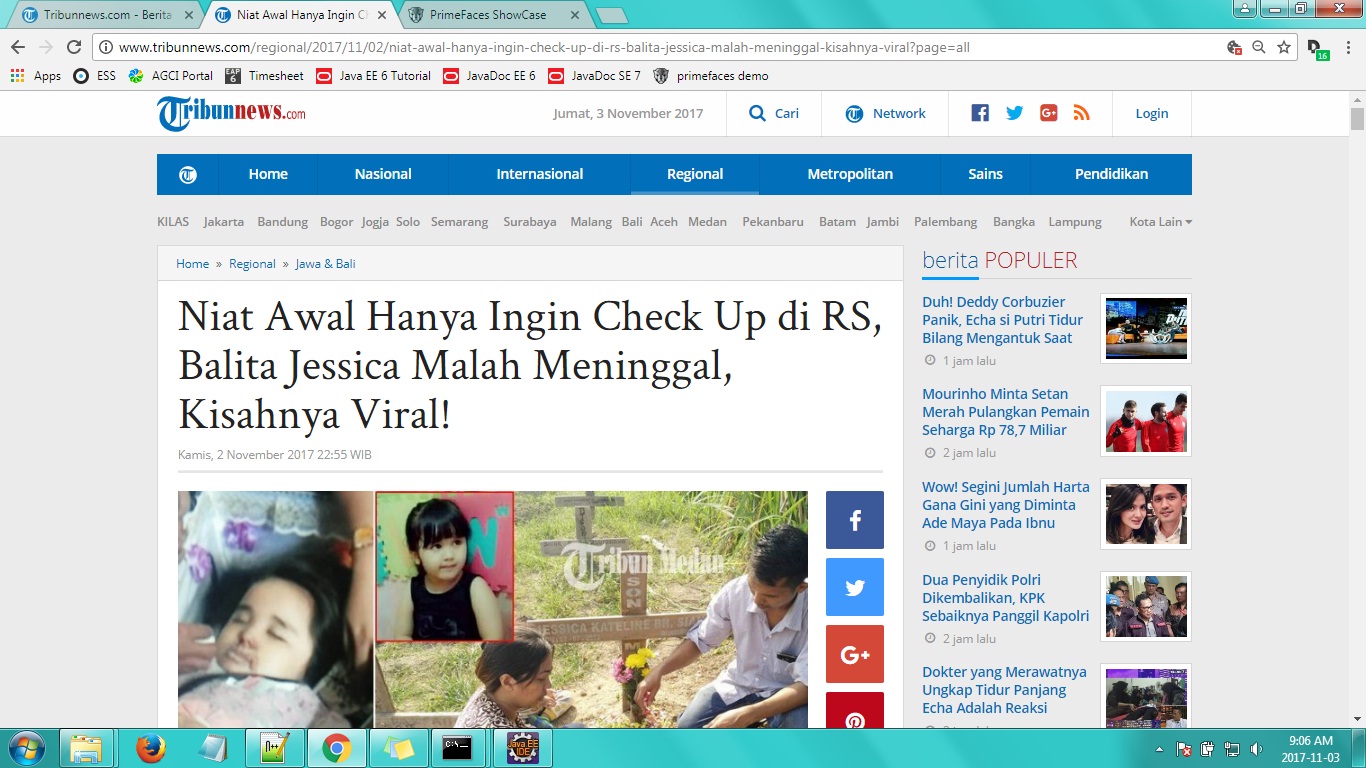 Tribunnews.com - Berita
Niat Awal Hanya Ingin Ch
PrimeFaces ShowCase
www.tribunnews.com/regional/2017/11/02/niat-awal-hanya-ingin-check-up-di-rs-balita-jessica-malah-meninggal-kisahnya-viral?page=all
16
Apps
ESS
AGCI Portal
EAP 6
Timesheet
Java EE 6 Tutorial
JavaDoc EE 6
JavaDoc SE 7
primefaces demo
Tribunnews.com
Jumat, 3 November 2017
Cari
Network
Login
Home
Nasional
Internasional
Regional
Metropolitan
Sains
Pendidikan
KILAS Jakarta Bandung Bogor Jogja Solo Semarang Surabaya Malang Bali Aceh Medan Pekanbaru Batam Jambi Palembang Bangka Lampung Kota Lain
Home » Regional » Jawa & Bali
Niat Awal Hanya Ingin Check Up di RS,
Balita Jessica Malah Meninggal,
Kisahnya Viral!
Kamis, 2 November 2017 22:55 WIB
Tribun Medan
SON
JESSICA KATELINE BR.
berita POPULER
Duh! Deddy Corbuzier
Panik, Echa si Putri Tidur
Bilang Mengantuk Saat
1 jam lalu
Mourinho Minta Setan
Merah Pulangkan Pemain
Seharga Rp 78,7 Miliar
2 jam lalu
Wow! Segini Jumlah Harta
Gana Gini yang Diminta
Ade Maya Pada Ibnu
1 jam lalu
Dua Penyidik Polri
Dikembalikan, KPK
Sebaiknya Panggil Kapolri
2 jam lalu
Dokter yang Merawatnya
Ungkap Tidur Panjang
Echa Adalah Reaksi
Java EE
IDE
9:06 AM
2017-11-03